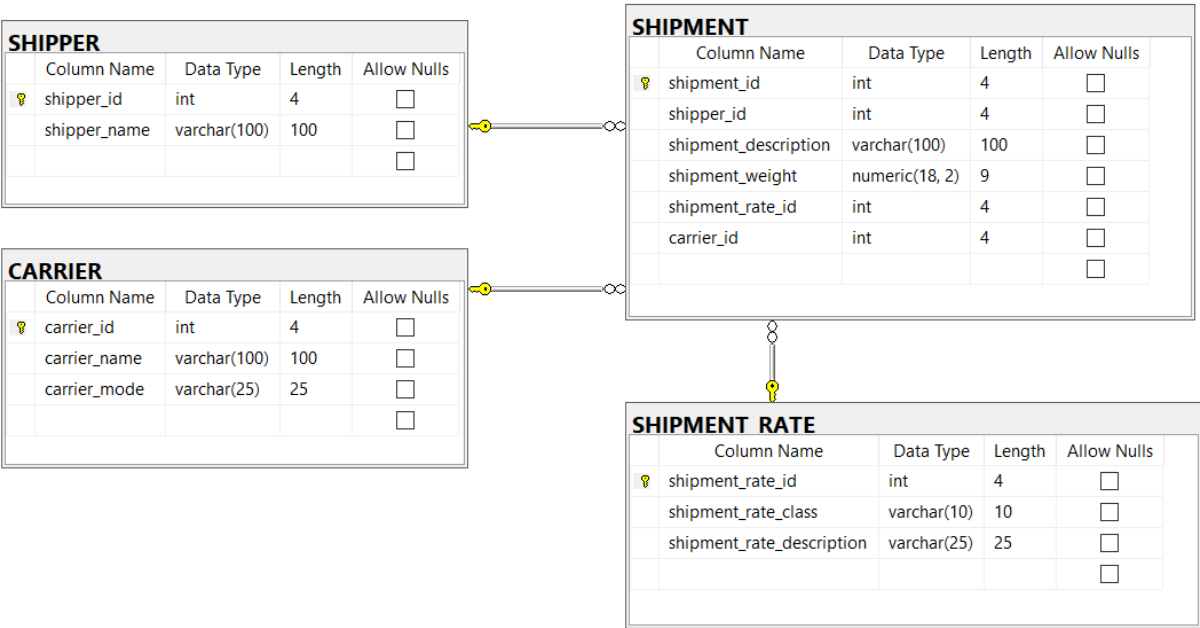 SHIPPER
Column Name Data Type Length Allow Nulls
shipper_id int 4
shipper_name varchar(100) 100
CARRIER
Column Name Data Type Length Allow Nulls
carrier_id int 4
carrier_name varchar(100) 100
carrier_mode varchar(25) 25
SHIPMENT
Column Name Data Type Length Allow Nulls
shipment_id int 4
shipper_id int 4
shipment_description varchar(100) 100
shipment_weight numeric(18, 2) 9
shipment_rate_id int 4
carrier_id int 4
SHIPMENT_RATE
Column Name Data Type Length Allow Nulls
shipment_rate_id int 4
shipment_rate_class varchar(10) 10
shipment_rate_description varchar(25) 25